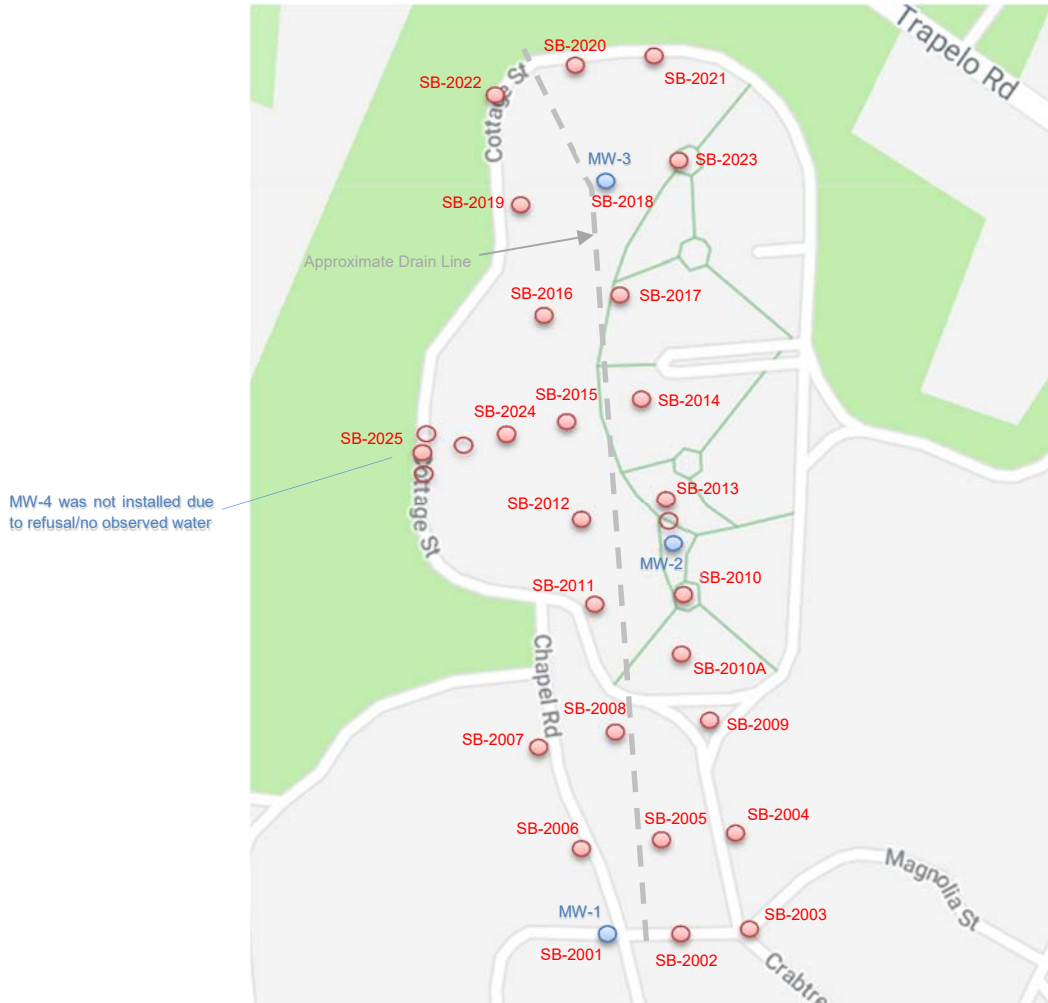 Trapelo Rd
SB-2020
SB-2021
SB-2022
Cottage St
MW-3
SB-2023
SB-2018
SB-2019
Approximate Drain Line
SB-2016
SB-2017
SB-2015
SB-2014
SB-2024
SB-2025
Cottage St
MW-4 was not installed due
to refusal/no observed water
SB-2013
SB-2012
MW-2
SB-2011
SB-2010
Chapel Rd
SB-2010A
SB-2008
SB-2009
SB-2007
SB-2006
SB-2005
SB-2004
Magnolia St
MW-1
SB-2003
SB-2001
SB-2002
Crabtre